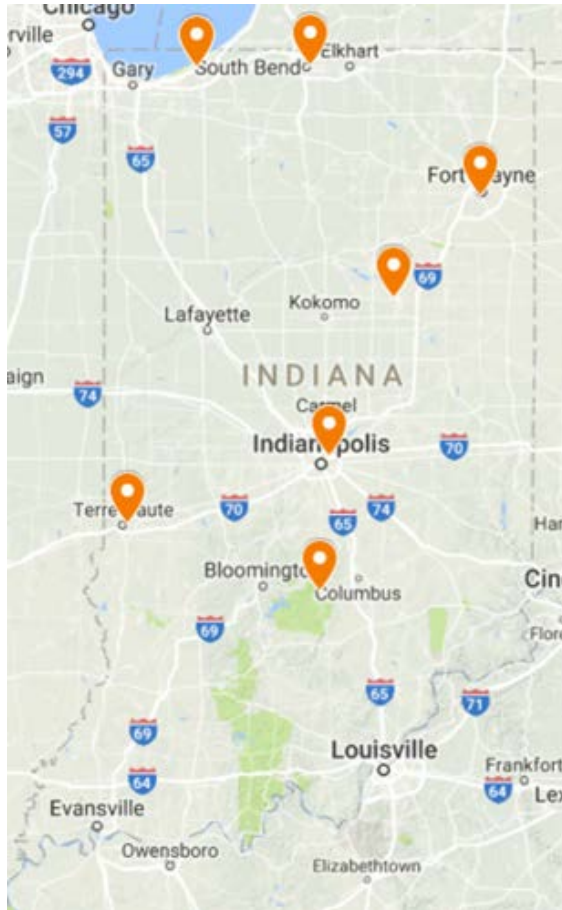 Chicago
rville
Elkhart
South Bend
294
Gary
57
65
Fort Wayne
69
Kokomo
Lafayette
aign
INDIANA
74
Carmel
Indianapolis
70
Terre Haute
70
74
65
Har
Bloomington
Columbus
Cin
69
Flore
65
71
69
Louisville
64
Frankfort
64
Lex
Evansville
Owensboro
Elizabethtown